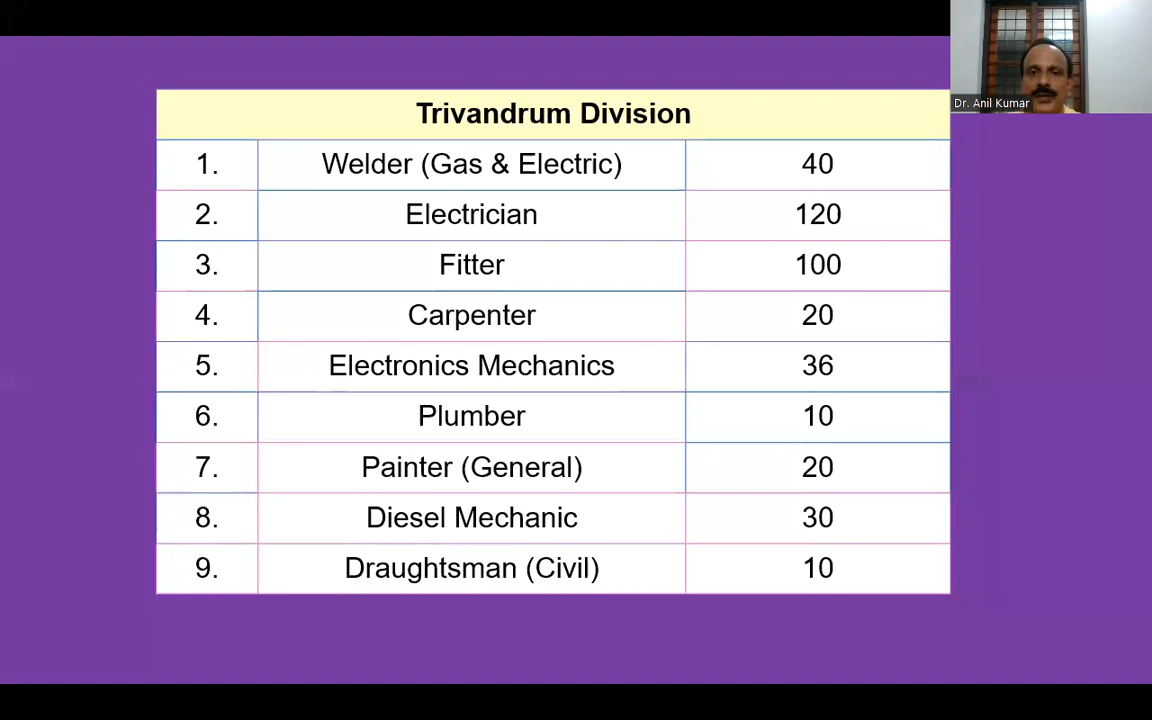 Dr. Anil Kumar
Trivandrum Division
1. Welder (Gas & Electric) 40
2. Electrician 120
3. Fitter 100
4. Carpenter 20
5. Electronics Mechanics 36
6. Plumber 10
7. Painter (General) 20
8. Diesel Mechanic 30
9. Draughtsman (Civil) 10